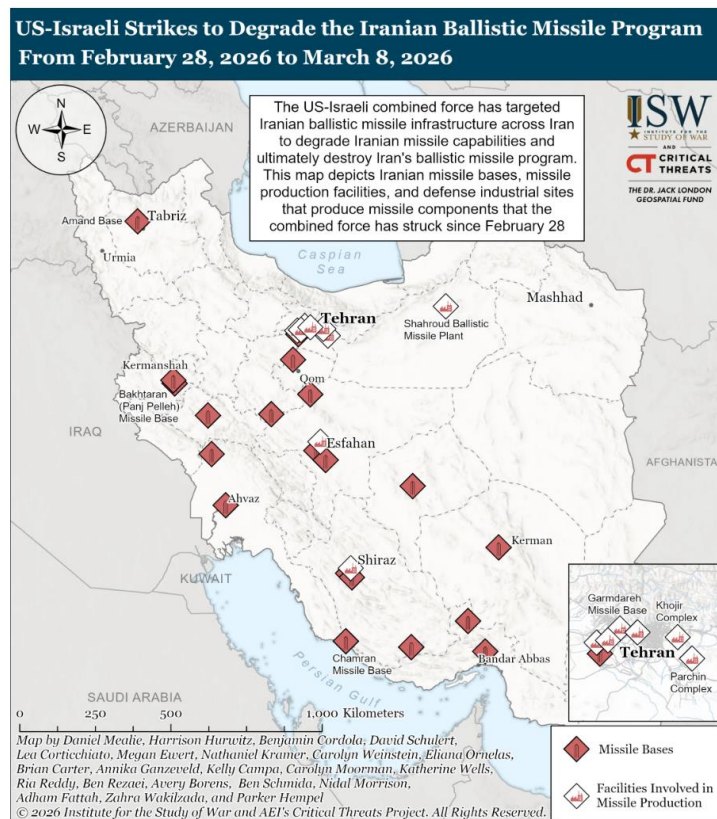 US-Israeli Strikes to Degrade the Iranian Ballistic Missile Program
From February 28, 2026 to March 8, 2026
N
W
E
S
The US-Israeli combined force has targeted
Iranian ballistic missile infrastructure across Iran
to degrade Iranian missile capabilities and
ultimately destroy Iran's ballistic missile program.
This map depicts Iranian missile bases, missile
production facilities, and defense industrial sites
that produce missile components that the
combined force has struck since February 28
ISW
INSTITUTE FOR THE
STUDY OF WAR
AND
CT CRITICAL
THREATS
THE DR. JACK LONDON
GEOSPATIAL FUND
AZERBAIJAN
Amand Base
Tabriz
Urmia
Caspian
Sea
Mashhad
Tehran
Shahroud Ballistic
Missile Plant
Kermanshah
Qom
Bakhtaran
(Panj Pelleh)
Missile Base
IRAQ
Esfahan
AFGHANISTA
Ahvaz
Kerman
KUWAIT
Shiraz
Garmdareh
Missile Base
Khojir
Complex
Tehran
Parchin
Complex
Chamran
Missile Base
Bandar Abbas
Persian Gulf
SAUDI ARABIA
0 250 500 1,000 Kilometers
Map by Daniel Mealie, Harrison Hurwitz, Benjamin Cordola, David Schulert,
Lea Corticchiato, Megan Ewert, Nathaniel Kramer, Carolyn Weinstein, Eliana Ornelas,
Brian Carter, Annika Ganzeveld, Kelly Campa, Carolyn Moorman, Katherine Wells,
Ria Reddy, Ben Rezaei, Avery Borens, Ben Schmida, Nidal Morrison,
Adham Fattah, Zahra Wakilzada, and Parker Hempel
© 2026 Institute for the Study of War and AEI's Critical Threats Project. All Rights Reserved.
Missile Bases
Facilities Involved in
Missile Production